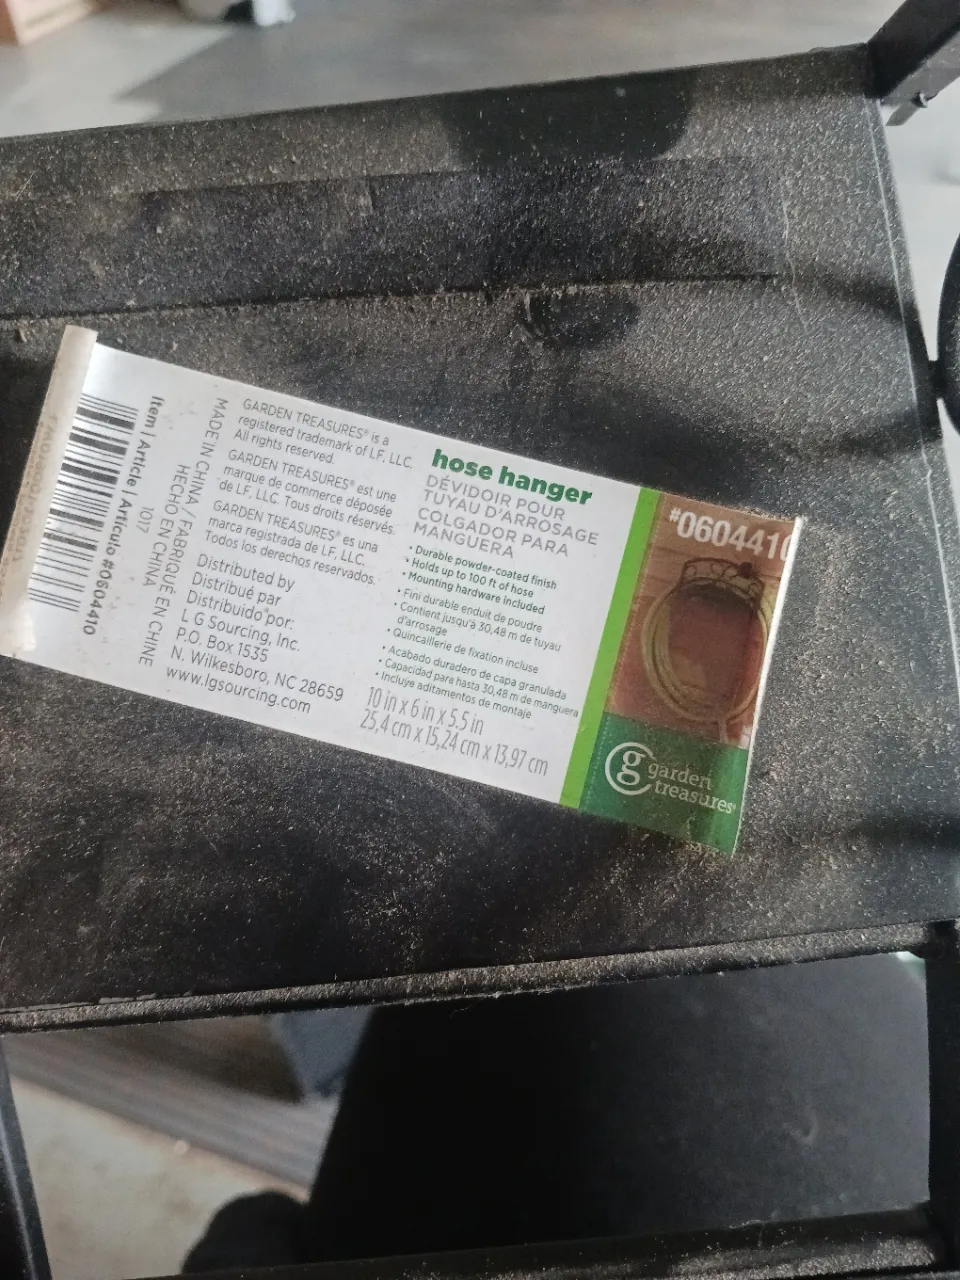 hose hanger
DÉVIDOIR POUR
TUYAU D'ARROSAGE
COLGADOR PARA
MANGUERA
• Durable powder-coated finish
• Holds up to 100 ft of hose
• Mounting hardware included
• Fini durable enduit de poudre
• Contient jusqu'à 30,48 m de tuyau
d'arrosage
• Quincaillerie de fixation incluse
• Acabado duradero de capa granulada
• Capacidad para hasta 30,48 m de manguera
• Incluye aditamentos de montaje
10 in x 6 in x 5.5 in
25,4 cm x 15,24 cm x 13,97 cm
GARDEN TREASURES® is a
registered trademark of LF, LLC.
All rights reserved.
GARDEN TREASURES® est une
marque de commerce déposée
de LF, LLC. Tous droits réservés.
GARDEN TREASURES® es una
marca registrada de LF, LLC.
Todos los derechos reservados.
Distributed by
Distribué par
Distribuido por:
L G Sourcing, Inc.
P.O. Box 1535
N. Wilkesboro, NC 28659
www.lgsourcing.com
MADE IN CHINA / FABRIQUÉ EN CHINE
HECHO EN CHINA
1017
Item | Article | Artículo #0604410
#0604410
garden
treasures®